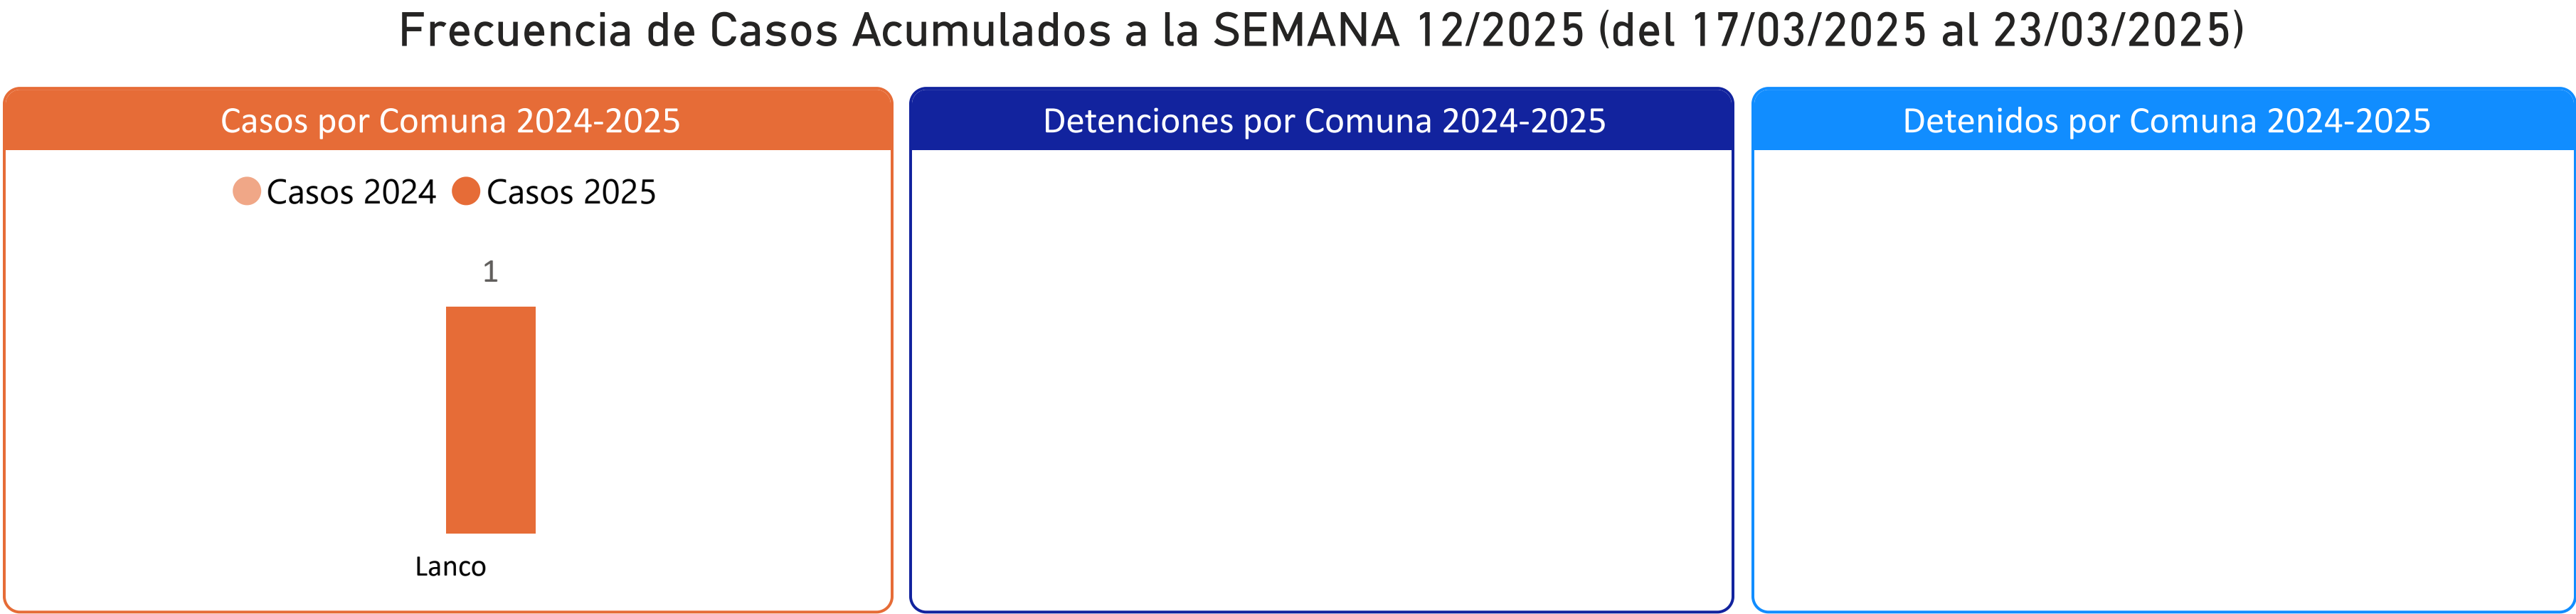 Frecuencia de Casos Acumulados a la SEMANA 12/2025 (del 17/03/2025 al 23/03/2025)
Casos por Comuna 2024-2025
Casos 2024 Casos 2025
1
Lanco
Detenciones por Comuna 2024-2025
Detenidos por Comuna 2024-2025